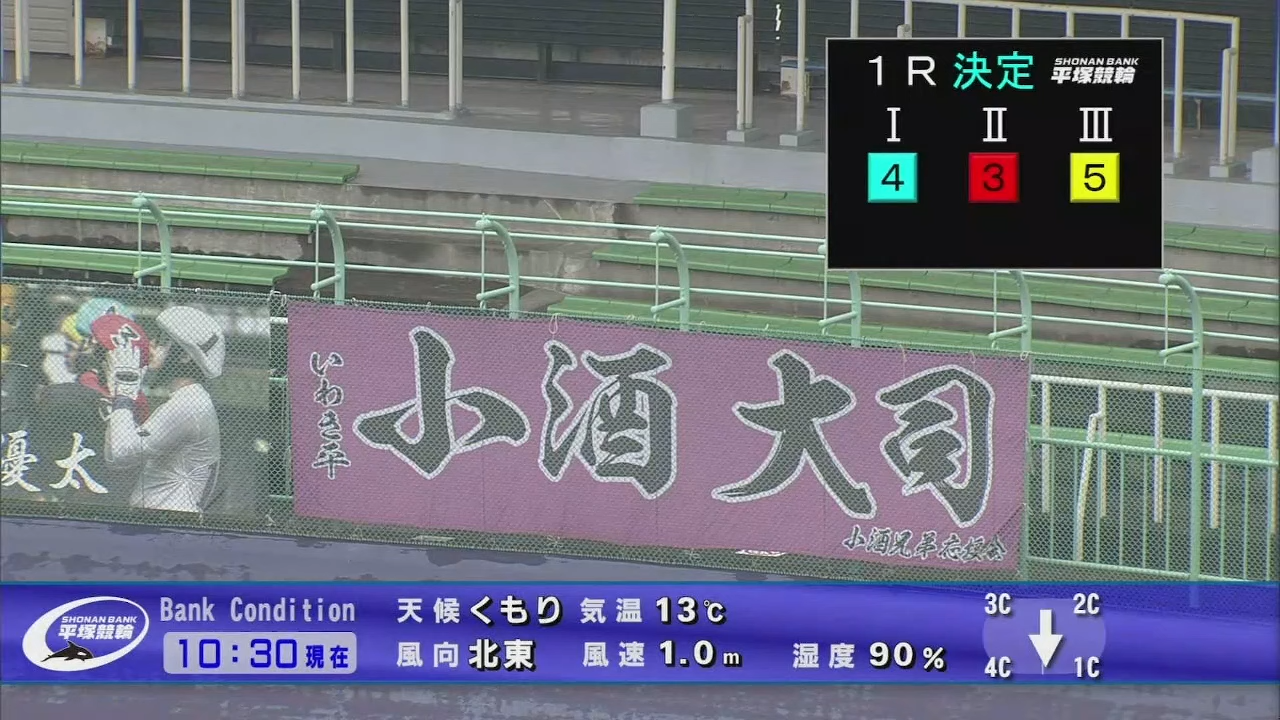 1R 決定 SHONAN BANK 平塚競輪
Ⅰ Ⅱ Ⅲ
4 3 5
優太
いわき平
小酒 大司
小酒兄弟応援会
SHONAN BANK
平塚競輪
Bank Condition
10:30現在
天候 くもり 気温 13℃
風向 北東 風速 1.0m 湿度 90%
3C 2C
4C 1C